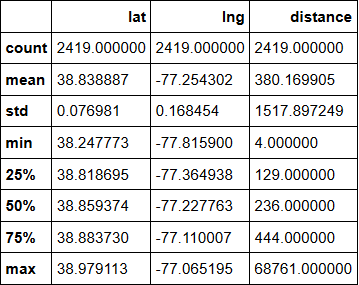 lat lng distance
count 2419.000000 2419.000000 2419.000000
mean 38.838887 -77.254302 380.169905
std 0.076981 0.168454 1517.897249
min 38.247773 -77.815900 4.000000
25% 38.818695 -77.364938 129.000000
50% 38.859374 -77.227763 236.000000
75% 38.883730 -77.110007 444.000000
max 38.979113 -77.065195 68761.000000